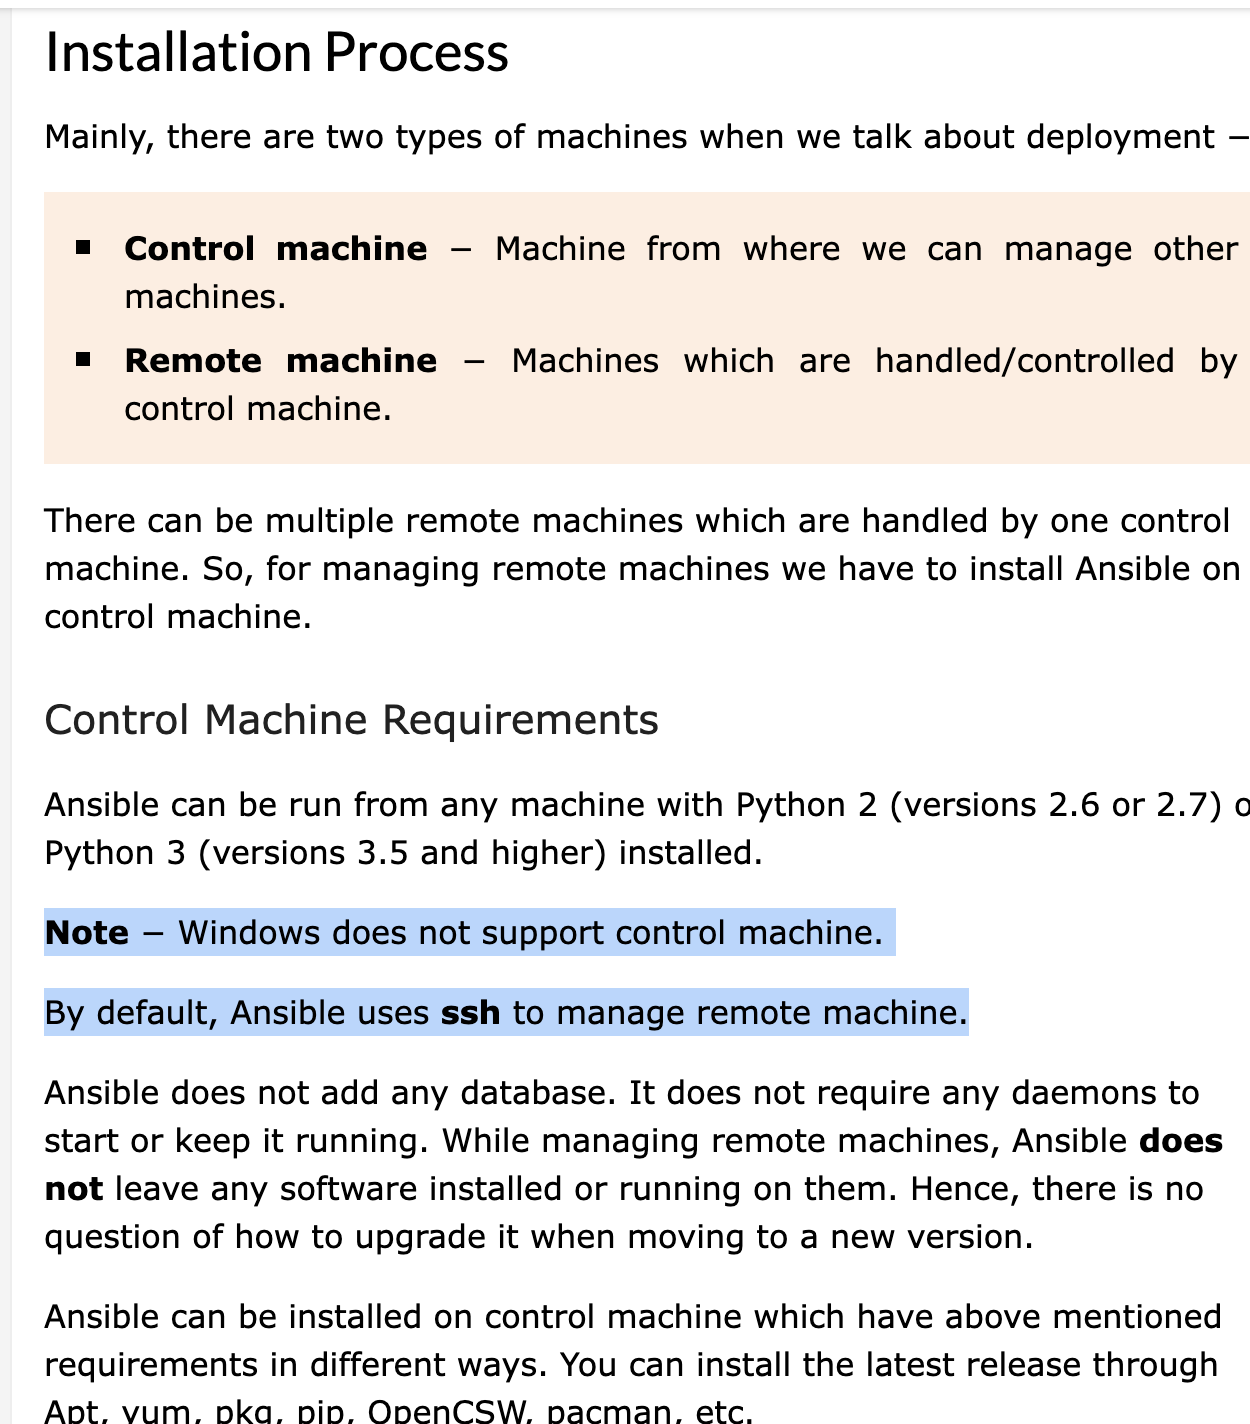 Installation Process
Mainly, there are two types of machines when we talk about deployment −
▪ Control machine − Machine from where we can manage other
machines.
▪ Remote machine − Machines which are handled/controlled by
control machine.
There can be multiple remote machines which are handled by one control
machine. So, for managing remote machines we have to install Ansible on
control machine.
Control Machine Requirements
Ansible can be run from any machine with Python 2 (versions 2.6 or 2.7)
Python 3 (versions 3.5 and higher) installed.
Note − Windows does not support control machine.
By default, Ansible uses ssh to manage remote machine.
Ansible does not add any database. It does not require any daemons to
start or keep it running. While managing remote machines, Ansible does
not leave any software installed or running on them. Hence, there is no
question of how to upgrade it when moving to a new version.
Ansible can be installed on control machine which have above mentioned
requirements in different ways. You can install the latest release through
Apt, yum, pkg, pip, OpenCSW, pacman, etc.